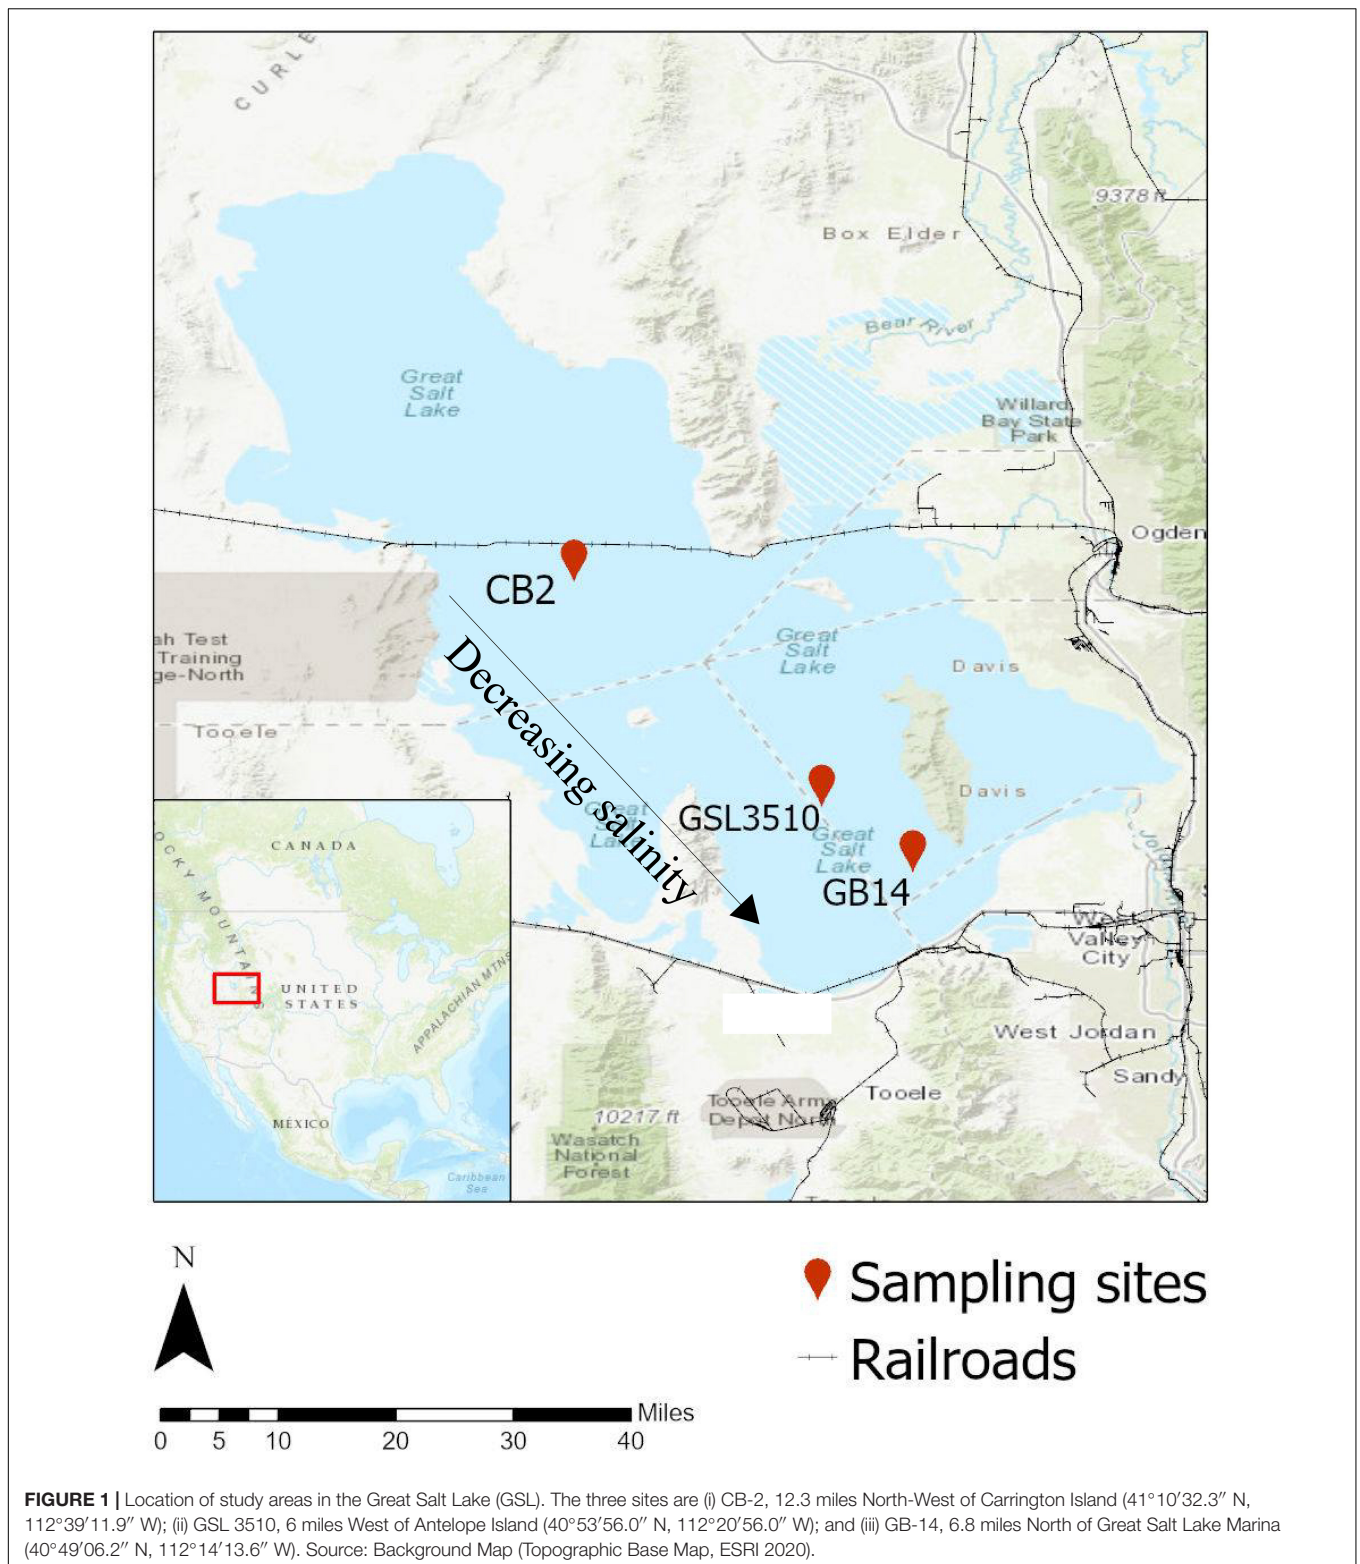 CURLE
9378 ft
Box Elder
Bear River
Great
Salt
Lake
Willard
Bay State
Park
Ogden
CB2
ah Test
Training
ge-North
Great
Salt
Lake
Davis
Decreasing salinity
Tooele
Davis
GSL3510
Great
Salt
Lake
Great
GB14
CANADA
OCKY MOUNTAINS
West
Valley
City
UNITED
STATES
APPALACHIAN MTNS
West Jordan
Sandy
Tooele
Tooele Army
Depot North
10217 ft
MÉXICO
Wasatch
National
Forest
Caribbean
Sea
N
Sampling sites
Railroads
Miles
0 5 10 20 30 40
FIGURE 1 | Location of study areas in the Great Salt Lake (GSL). The three sites are (i) CB-2, 12.3 miles North-West of Carrington Island (41°10′32.3″ N,
112°39′11.9″ W); (ii) GSL 3510, 6 miles West of Antelope Island (40°53′56.0″ N, 112°20′56.0″ W); and (iii) GB-14, 6.8 miles North of Great Salt Lake Marina
(40°49′06.2″ N, 112°14′13.6″ W). Source: Background Map (Topographic Base Map, ESRI 2020).